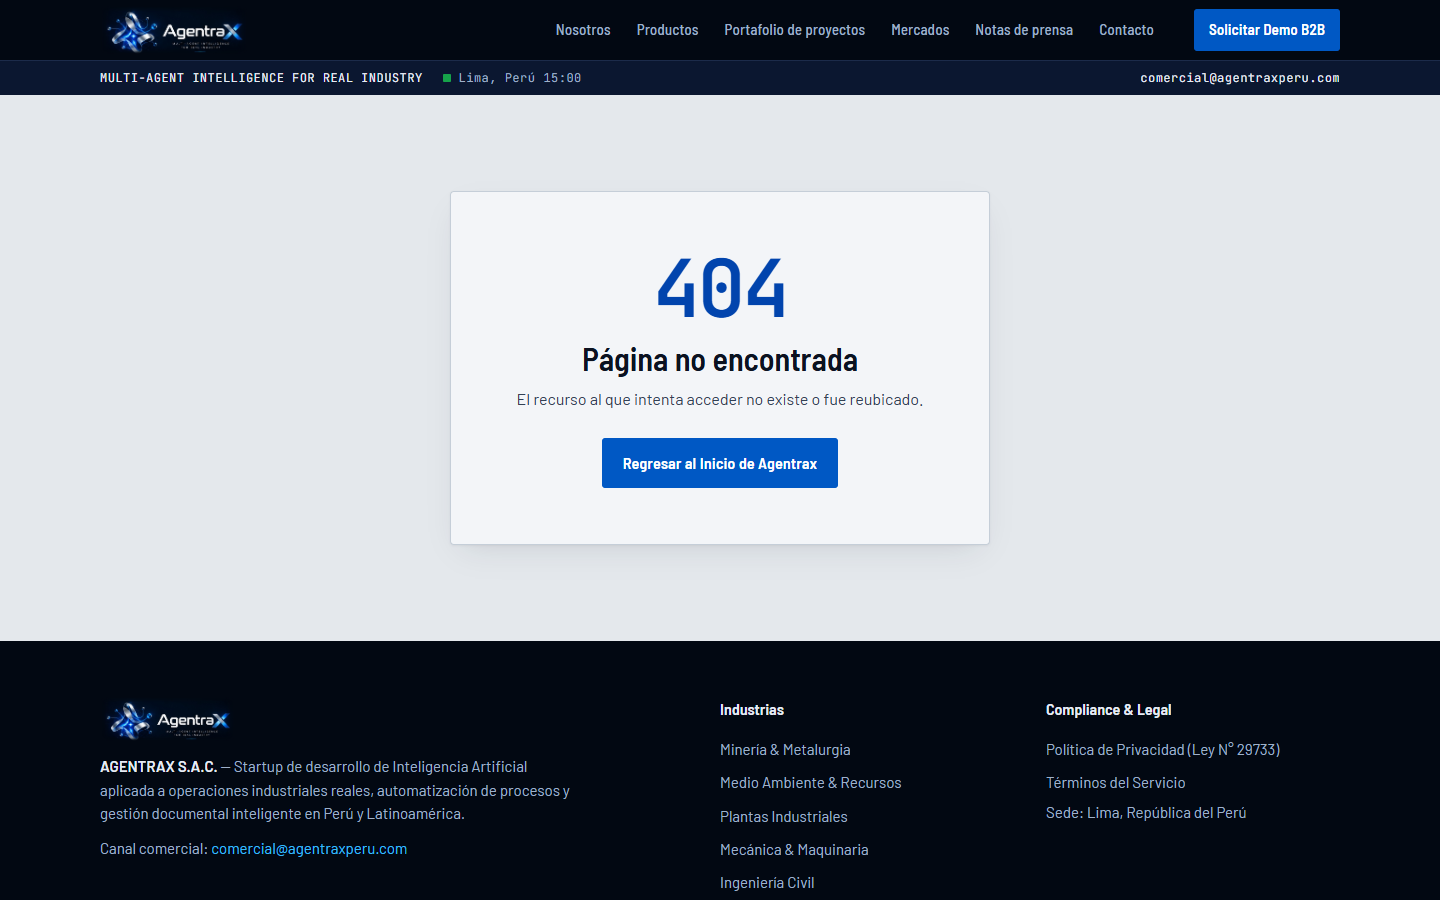 AgentraX
Nosotros
Productos
Portafolio de proyectos
Mercados
Notas de prensa
Contacto
Solicitar Demo B2B
MULTI-AGENT INTELLIGENCE FOR REAL INDUSTRY
Lima, Perú 15:00
comercial@agentraxperu.com
404
Página no encontrada
El recurso al que intenta acceder no existe o fue reubicado.
Regresar al Inicio de Agentrax
AgentraX
AGENTRAX S.A.C. — Startup de desarrollo de Inteligencia Artificial
aplicada a operaciones industriales reales, automatización de procesos y
gestión documental inteligente en Perú y Latinoamérica.
Canal comercial: comercial@agentraxperu.com
Industrias
Minería & Metalurgia
Medio Ambiente & Recursos
Plantas Industriales
Mecánica & Maquinaria
Ingeniería Civil
Compliance & Legal
Política de Privacidad (Ley N° 29733)
Términos del Servicio
Sede: Lima, República del Perú